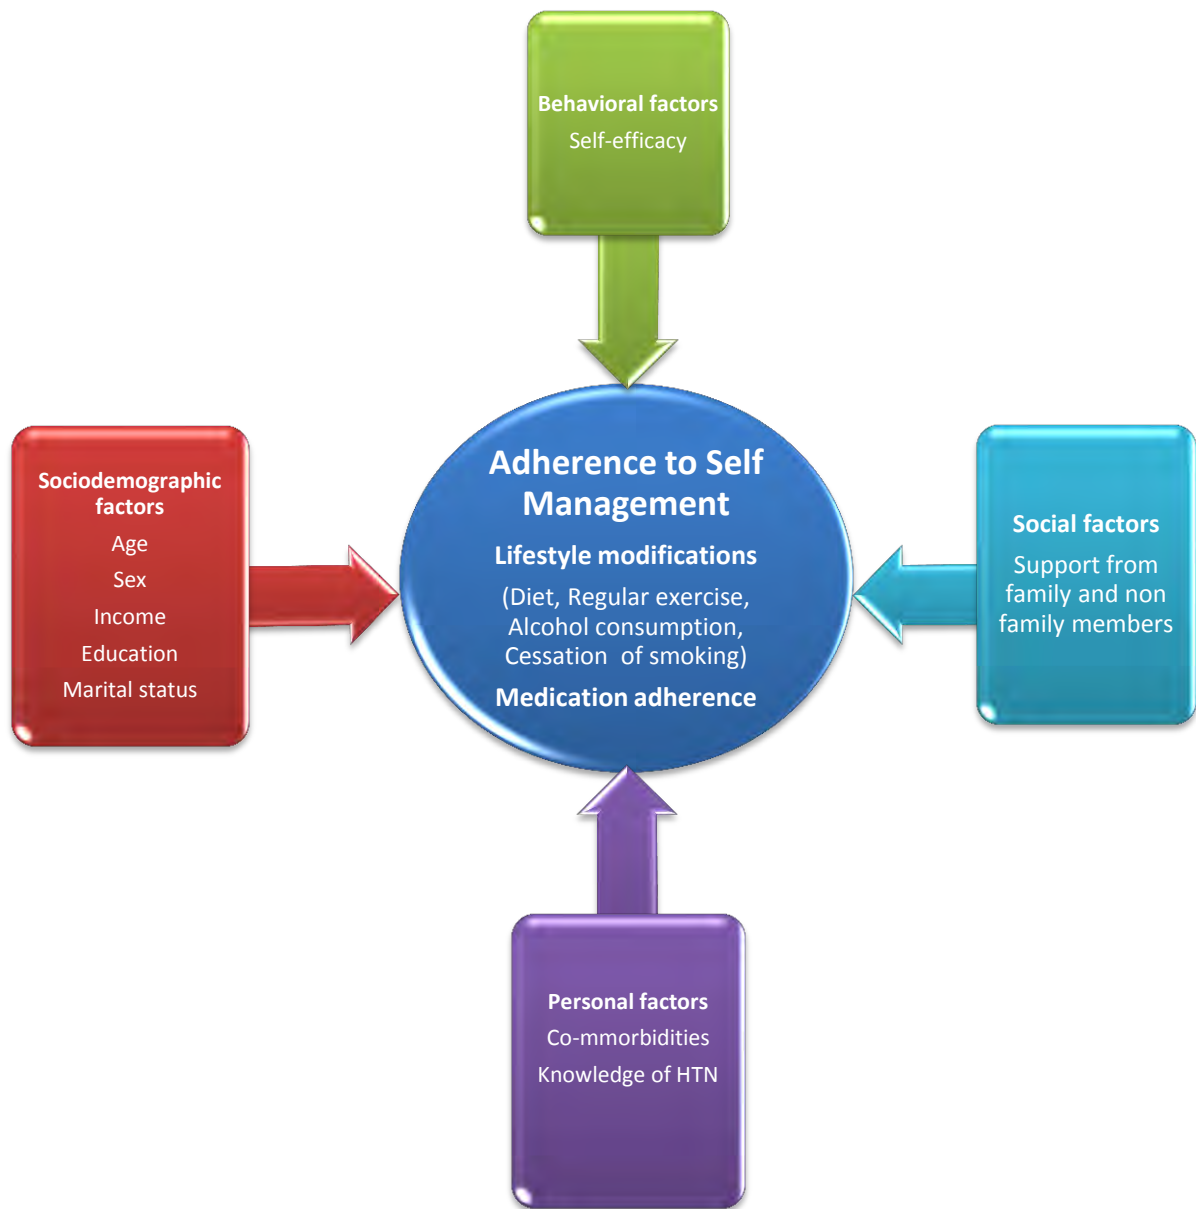 Behavioral factors
Self-efficacy
Sociodemographic
factors
Age
Sex
Income
Education
Marital status
Adherence to Self
Management
Lifestyle modifications
(Diet, Regular exercise,
Alcohol consumption,
Cessation of smoking)
Medication adherence
Social factors
Support from
family and non
family members
Personal factors
Co-mmorbidities
Knowledge of HTN